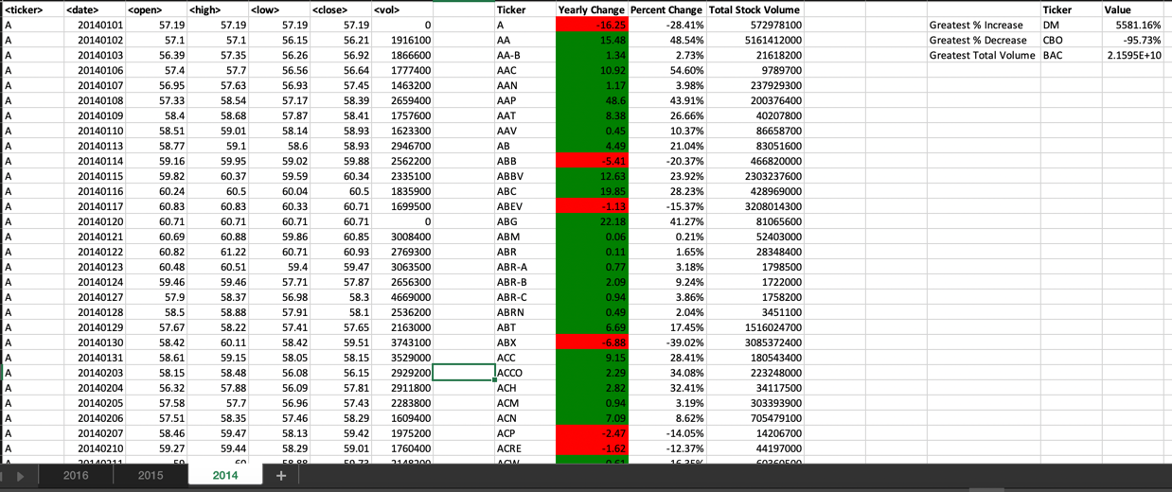 <ticker> <date> <open> <high> <low> <close> <vol> Ticker Yearly Change Percent Change Total Stock Volume Ticker Value
A 20140101 57.19 57.19 57.19 57.19 0 A -16.25 -28.41% 572978100 Greatest % Increase DM 5581.16%
A 20140102 57.1 57.1 56.15 56.21 1916100 AA 15.48 48.54% 5161412000 Greatest % Decrease CBO -95.73%
A 20140103 56.39 57.35 56.26 56.92 1866600 AA-B 1.34 2.73% 21618200 Greatest Total Volume BAC 2.1595E+10
A 20140106 57.4 57.7 56.56 56.64 1777400 AAC 10.92 54.60% 9789700
A 20140107 56.95 57.63 56.93 57.45 1463200 AAN 1.17 3.98% 237929300
A 20140108 57.33 58.54 57.17 58.39 2659400 AAP 48.6 43.91% 200376400
A 20140109 58.4 58.68 57.87 58.41 1757600 AAT 8.38 26.66% 40207800
A 20140110 58.51 59.01 58.14 58.93 1623300 AAV 0.45 10.37% 86658700
A 20140113 58.77 59.1 58.6 58.93 2946700 AB 4.49 21.04% 83051600
A 20140114 59.16 59.95 59.02 59.88 2562200 ABB -5.41 -20.37% 466820000
A 20140115 59.82 60.37 59.59 60.34 2335100 ABBV 12.63 23.92% 2303237600
A 20140116 60.24 60.5 60.04 60.5 1835900 ABC 19.85 28.23% 428969000
A 20140117 60.83 60.83 60.33 60.71 1699500 ABEV -1.13 -15.37% 3208014300
A 20140120 60.71 60.71 60.71 60.71 0 ABG 22.18 41.27% 81065600
A 20140121 60.69 60.88 59.86 60.85 3008400 ABM 0.06 0.21% 52403000
A 20140122 60.82 61.22 60.71 60.93 2769300 ABR 0.11 1.65% 28348400
A 20140123 60.48 60.51 59.4 59.47 3063500 ABR-A 0.77 3.18% 1798500
A 20140124 59.46 59.46 57.71 57.87 2656300 ABR-B 2.09 9.24% 1722000
A 20140127 57.9 58.37 56.98 58.3 4669000 ABR-C 0.94 3.86% 1758200
A 20140128 58.5 58.88 57.91 58.1 2536200 ABRN 0.49 2.04% 3451100
A 20140129 57.67 58.22 57.41 57.65 2163000 ABT 6.69 17.45% 1516024700
A 20140130 58.42 60.11 58.42 59.51 3743100 ABX -6.88 -39.02% 3085372400
A 20140131 58.61 59.15 58.05 58.15 3529000 ACC 9.15 28.41% 180543400
A 20140203 58.15 58.48 56.08 56.15 2929200 ACCO 2.29 34.08% 223248000
A 20140204 56.32 57.88 56.09 57.81 2911800 ACH 2.82 32.41% 34117500
A 20140205 57.58 57.7 56.96 57.43 2283800 ACM 0.94 3.19% 303393900
A 20140206 57.51 58.35 57.46 58.29 1609400 ACN 7.09 8.62% 705479100
A 20140207 58.46 59.47 58.13 59.42 1975200 ACP -2.47 -14.05% 14206700
A 20140210 59.27 59.44 58.29 59.01 1760400 ACRE -1.62 -12.37% 44197000
2016 2015 2014 +